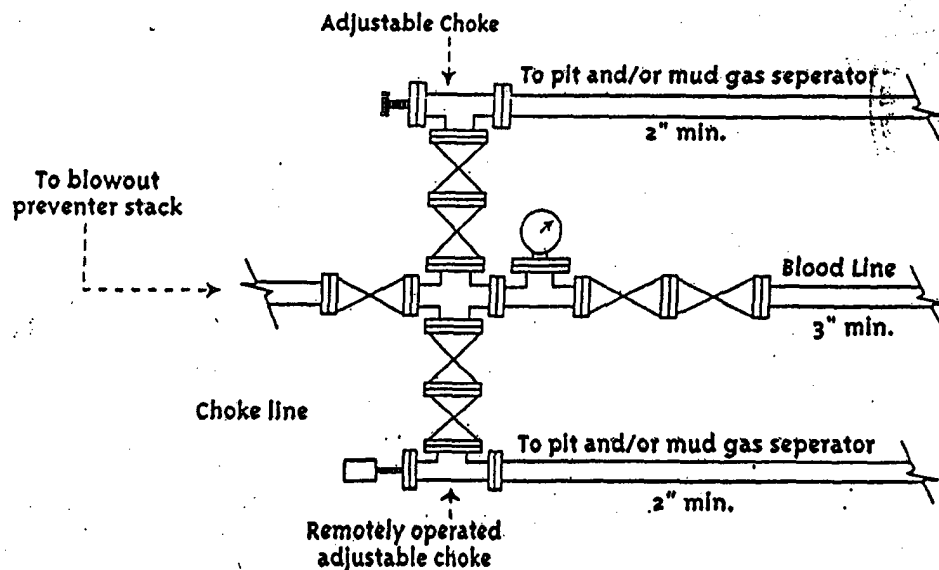 Adjustable Choke
To pit and/or mud gas seperator
2" min.
To blowout
preventer stack
Blood Line
3" min.
Choke line
To pit and/or mud gas seperator
2" min.
Remotely operated
adjustable choke